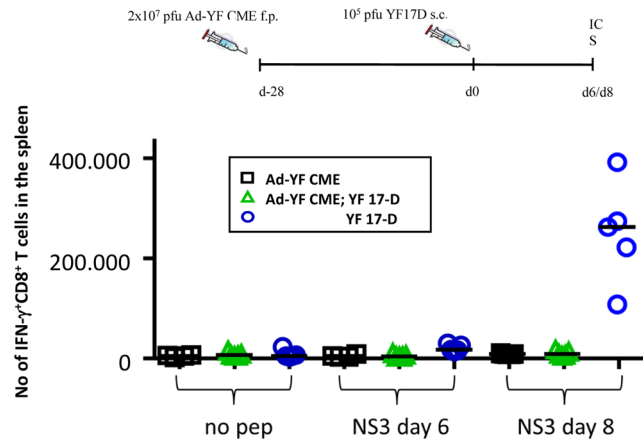 2x10⁷ pfu Ad-YF CME f.p.
10⁵ pfu YF17D s.c.
IC
S
d-28
d0
d6/d8
No of IFN-γ⁺CD8⁺ T cells in the spleen
400.000
200.000
0
Ad-YF CME
Ad-YF CME; YF 17-D
YF 17-D
no pep
NS3 day 6
NS3 day 8